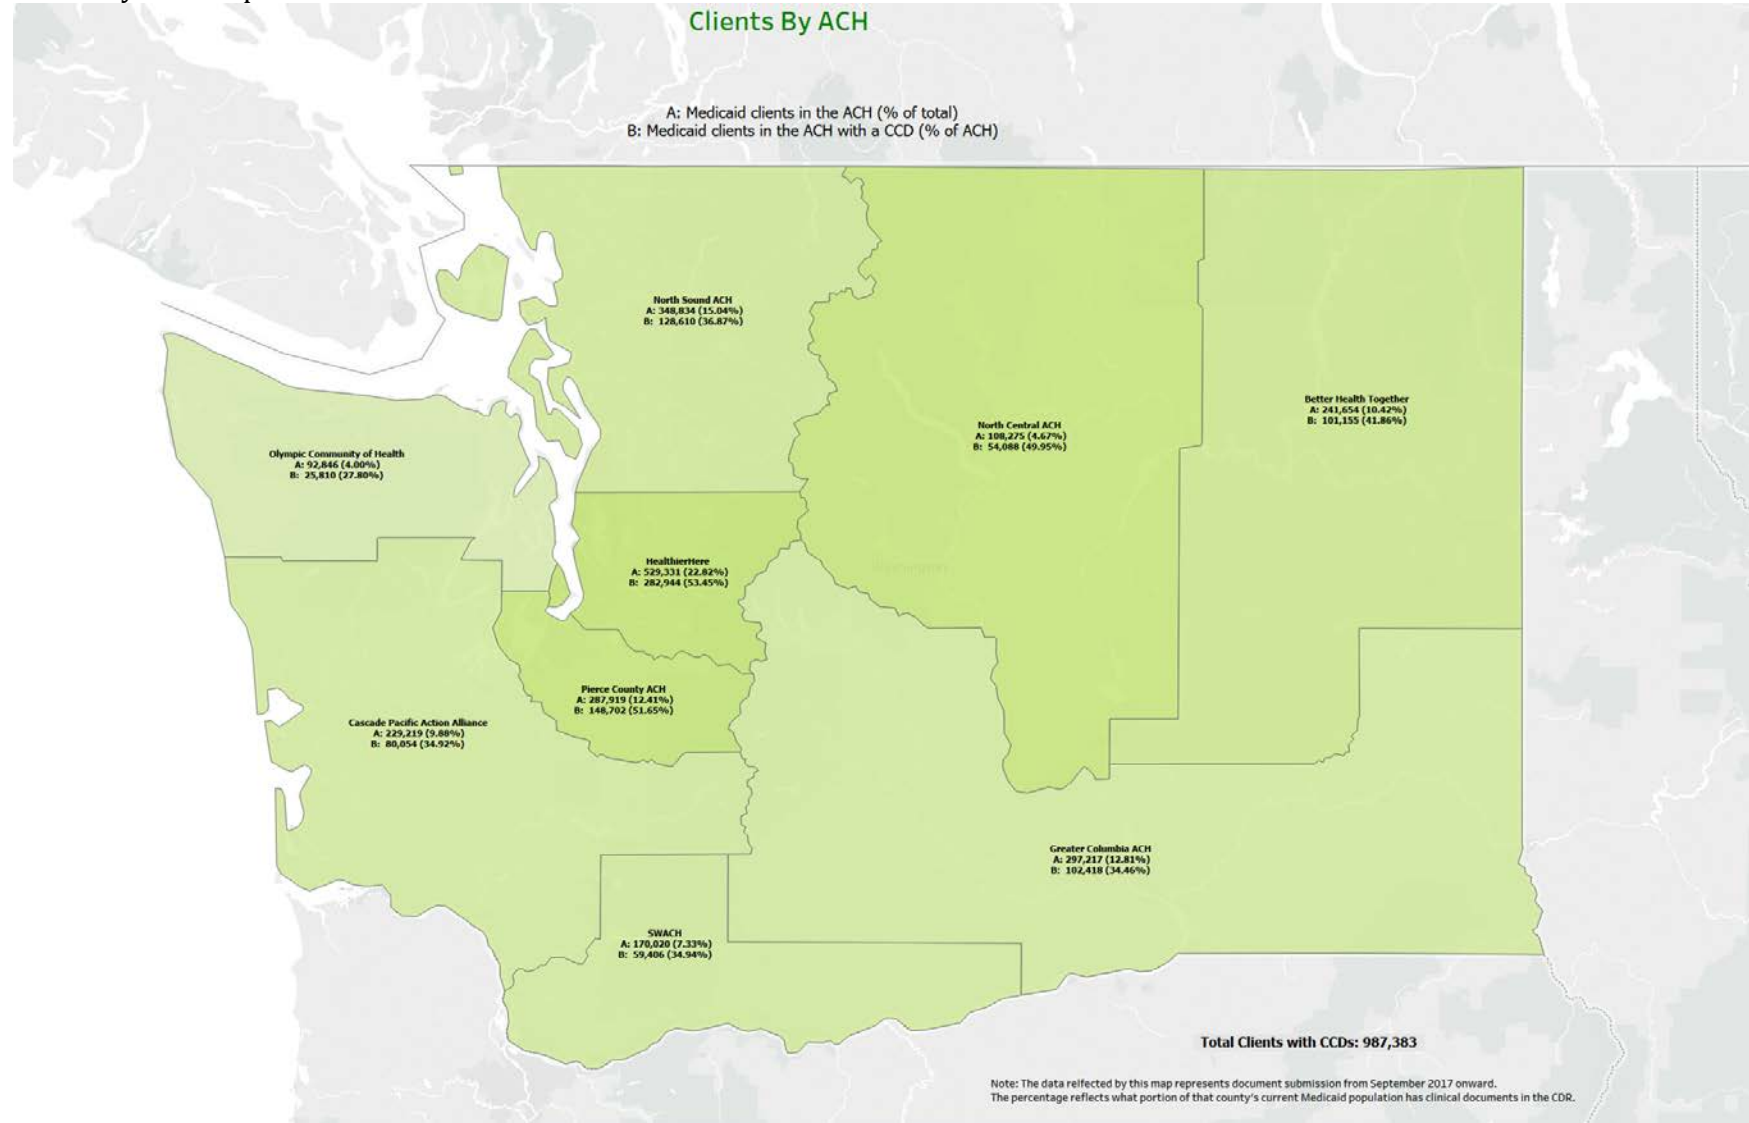 Clients By ACH
A: Medicaid clients in the ACH (% of total)
B: Medicaid clients in the ACH with a CCD (% of ACH)
North Sound ACH
A: 348,834 (15.04%)
B: 128,610 (36.87%)
Better Health Together
A: 241,654 (10.42%)
B: 101,155 (41.86%)
North Central ACH
A: 108,275 (4.67%)
B: 54,088 (49.95%)
Olympic Community of Health
A: 92,846 (4.00%)
B: 25,810 (27.80%)
HealthierHere
A: 529,331 (22.82%)
B: 282,944 (53.45%)
Pierce County ACH
A: 287,919 (12.41%)
B: 148,702 (51.65%)
Cascade Pacific Action Alliance
A: 229,219 (9.88%)
B: 80,054 (34.92%)
Greater Columbia ACH
A: 297,217 (12.81%)
B: 102,418 (34.46%)
SWACH
A: 170,020 (7.33%)
B: 59,406 (34.94%)
Total Clients with CCDs: 987,383
Note: The data relfected by this map represents document submission from September 2017 onward.
The percentage reflects what portion of that county's current Medicaid population has clinical documents in the CDR.